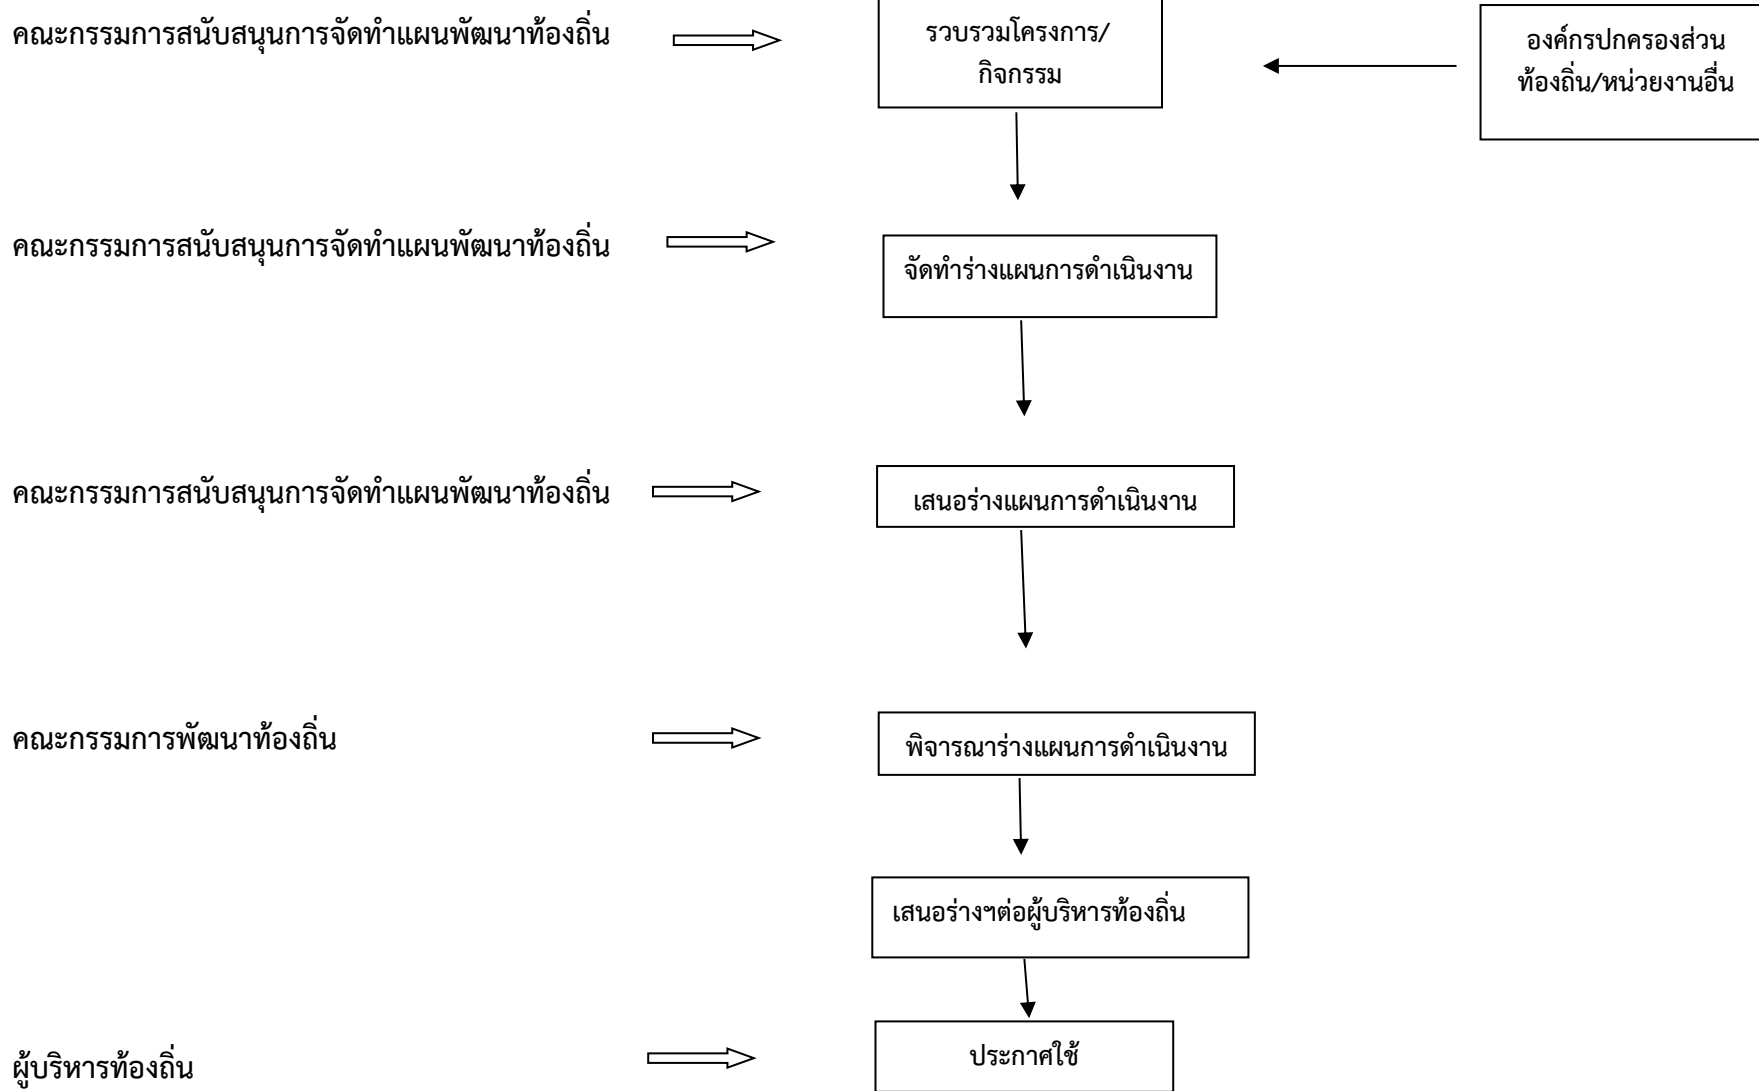 คณะกรรมการสนับสนุนการจัดทำแผนพัฒนาท้องถิ่น
รวบรวมโครงการ/
กิจกรรม
องค์กรปกครองส่วน
ท้องถิ่น/หน่วยงานอื่น
คณะกรรมการสนับสนุนการจัดทำแผนพัฒนาท้องถิ่น
จัดทำร่างแผนการดำเนินงาน
คณะกรรมการสนับสนุนการจัดทำแผนพัฒนาท้องถิ่น
เสนอร่างแผนการดำเนินงาน
คณะกรรมการพัฒนาท้องถิ่น
พิจารณาร่างแผนการดำเนินงาน
เสนอร่างฯต่อผู้บริหารท้องถิ่น
ผู้บริหารท้องถิ่น
ประกาศใช้